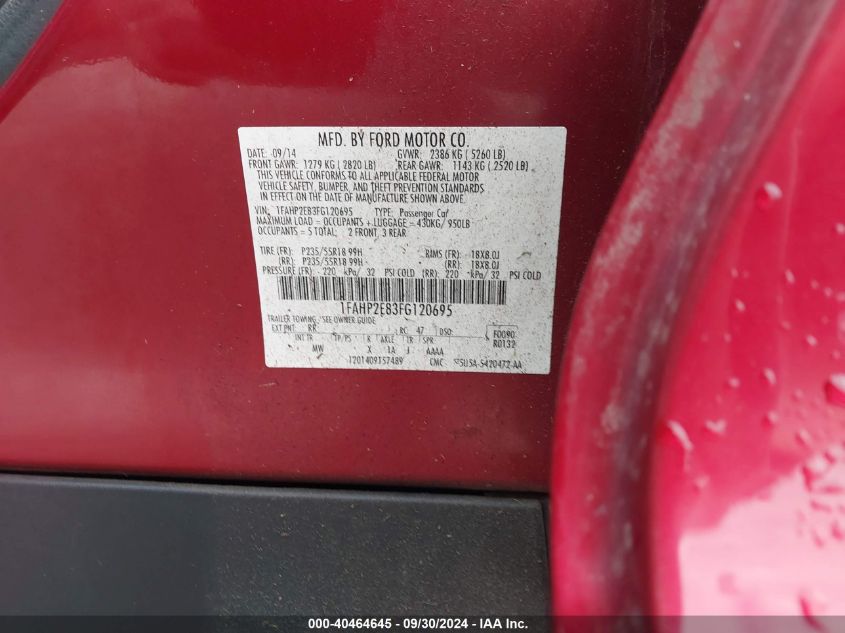 MFD. BY FORD MOTOR CO.
DATE: 09/14 GVWR: 2386 KG ( 5260 LB)
FRONT GAWR: 1279 KG ( 2820 LB) REAR GAWR: 1143 KG ( 2520 LB)
THIS VEHICLE CONFORMS TO ALL APPLICABLE FEDERAL MOTOR
VEHICLE SAFETY, BUMPER, AND THEFT PREVENTION STANDARDS
IN EFFECT ON THE DATE OF MANUFACTURE SHOWN ABOVE.
VIN: 1FAHP2E83FG120695 TYPE: Passenger Car
MAXIMUM LOAD = OCCUPANTS + LUGGAGE = 430KG/ 950LB
OCCUPANTS = 5 TOTAL, 2 FRONT, 3 REAR
TIRE (FR): P235/55R18 99H RIMS (FR): 18X8.0J
(RR): P235/55R18 99H (RR): 18X8.0J
PRESSURE (FR): 220 kPa/ 32 PSI COLD (RR): 220 kPa/ 32 PSI COLD
1FAHP2E83FG120695
TRAILER TOWING: SEE OWNER GUIDE
EXT PNT: RR RC: 47 DSO: F0090
INT TR TP/PS R AXLE TR SPR R0132
MW X 1A J AAAA
T201409157489 CMC 5420472-AA
000-40464645 / 09/30/2024 - IAA Inc.